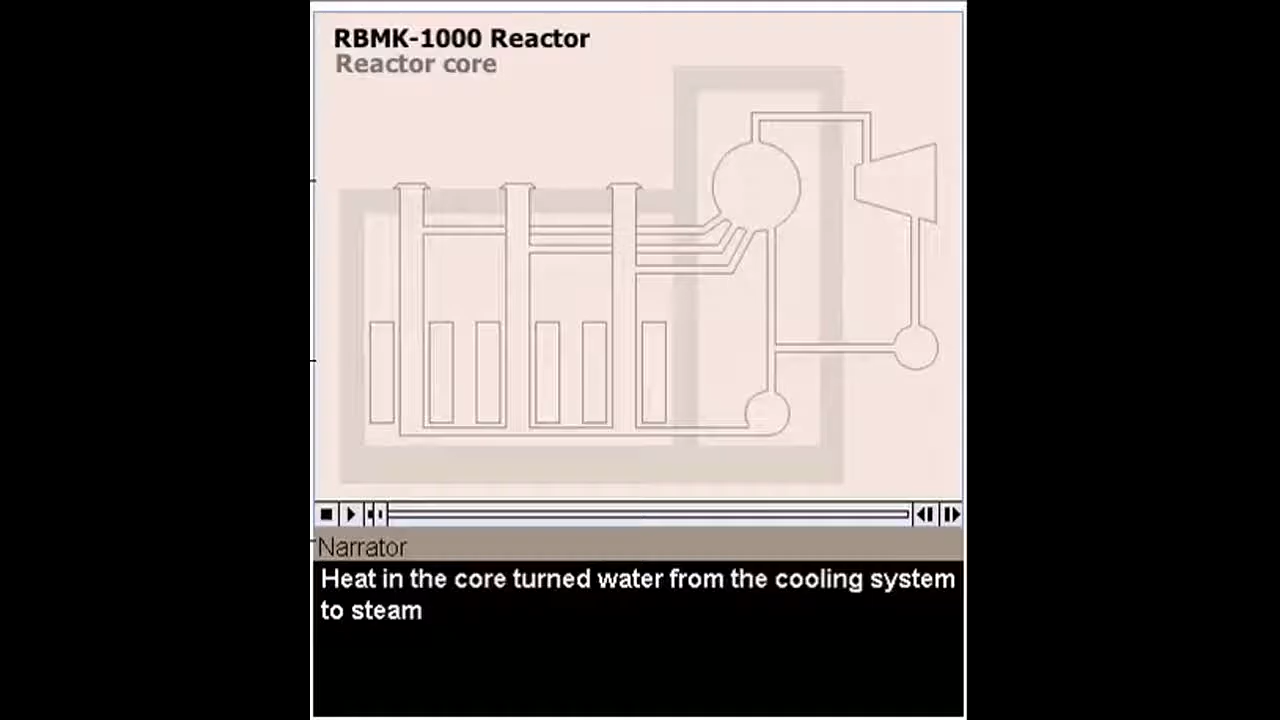 RBMK-1000 Reactor
Reactor core
Narrator
Heat in the core turned water from the cooling system
to steam